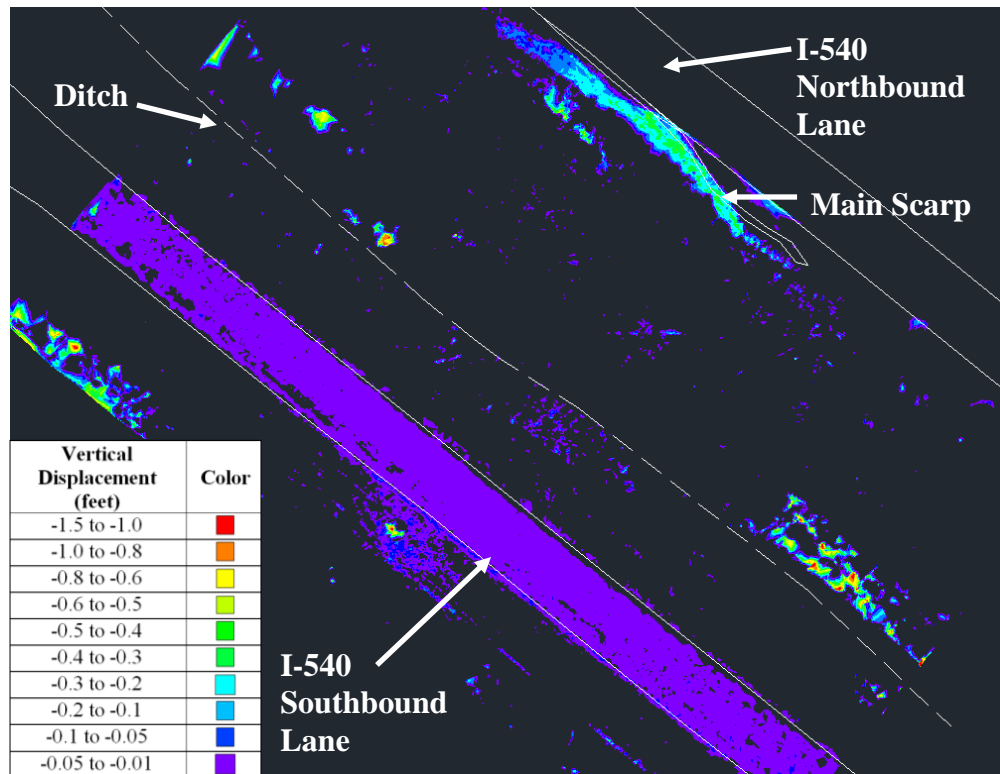 I-540
Northbound
Lane
Ditch
Main Scarp
Vertical
Displacement
(feet)
Color
-1.5 to -1.0
-1.0 to -0.8
-0.8 to -0.6
-0.6 to -0.5
-0.5 to -0.4
-0.4 to -0.3
-0.3 to -0.2
-0.2 to -0.1
-0.1 to -0.05
-0.05 to -0.01
I-540
Southbound
Lane